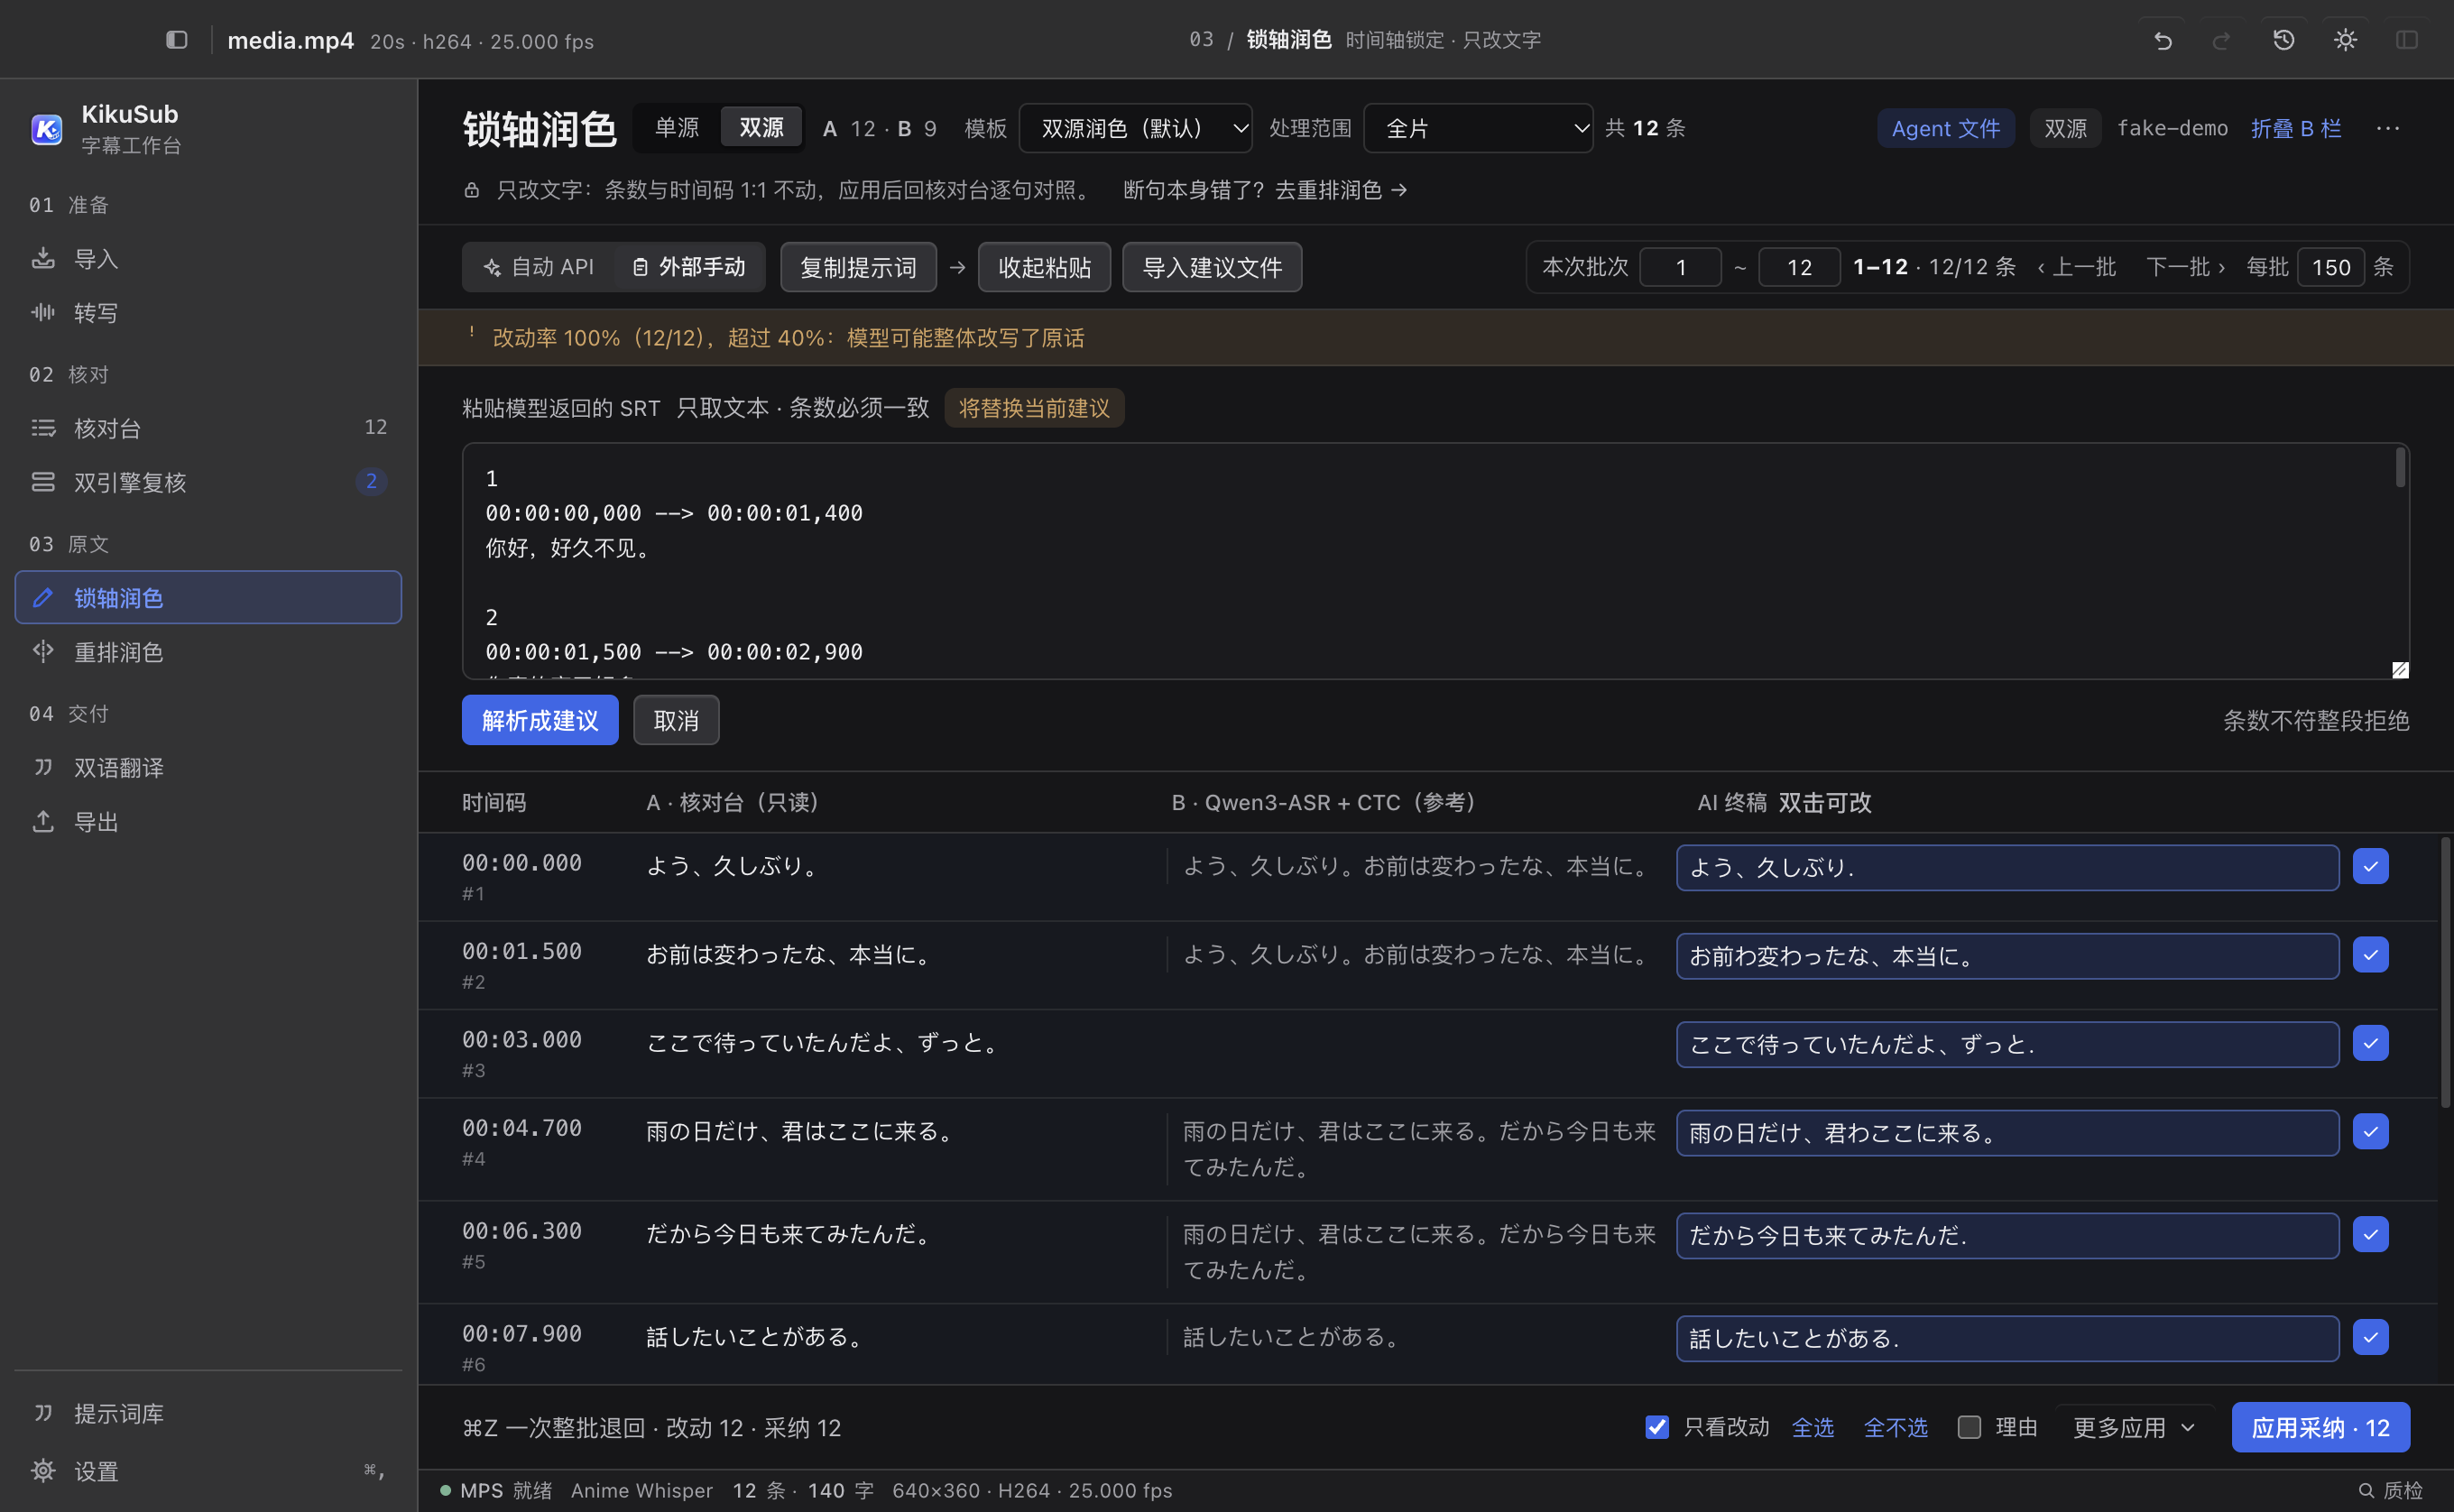 media.mp4 20s · h264 · 25.000 fps
03 / 锁轴润色 时间轴锁定 · 只改文字
KikuSub
字幕工作台
01 准备
导入
转写
02 核对
核对台 12
双引擎复核 2
03 原文
锁轴润色
重排润色
04 交付
双语翻译
导出
提示词库
设置 ⌘,
锁轴润色 单源 双源 A 12 · B 9 模板 双源润色（默认） 处理范围 全片 共 12 条 Agent 文件 双源 fake-demo 折叠 B 栏 ···
只改文字：条数与时间码 1:1 不动，应用后回核对台逐句对照。 断句本身错了？去重排润色 →
自动 API 外部手动 复制提示词 → 收起粘贴 导入建议文件 本次批次 1 ~ 12 1–12 · 12/12 条 ‹ 上一批 下一批 › 每批 150 条
! 改动率 100%（12/12），超过 40%：模型可能整体改写了原话
粘贴模型返回的 SRT 只取文本 · 条数必须一致 将替换当前建议
1
00:00:00,000 --> 00:00:01,400
你好，好久不见。
2
00:00:01,500 --> 00:00:02,900
解析成建议 取消 条数不符整段拒绝
时间码 A · 核对台（只读） B · Qwen3-ASR + CTC（参考） AI 终稿 双击可改
00:00.000 よう、久しぶり。 よう、久しぶり。お前は変わったな、本当に。 よう、久しぶり.
#1
00:01.500 お前は変わったな、本当に。 よう、久しぶり。お前は変わったな、本当に。 お前わ変わったな、本当に。
#2
00:03.000 ここで待っていたんだよ、ずっと。 ここで待っていたんだよ、ずっと.
#3
00:04.700 雨の日だけ、君はここに来る。 雨の日だけ、君はここに来る。だから今日も来 雨の日だけ、君わここに来る。
#4 てみたんだ。
00:06.300 だから今日も来てみたんだ。 雨の日だけ、君はここに来る。だから今日も来 だから今日も来てみたんだ.
#5 てみたんだ。
00:07.900 話したいことがある。 話したいことがある。 話したいことがある.
#6
⌘Z 一次整批退回 · 改动 12 · 采纳 12 只看改动 全选 全不选 理由 更多应用 应用采纳 · 12
MPS 就绪 Anime Whisper 12 条 · 140 字 640×360 · H264 · 25.000 fps 质检